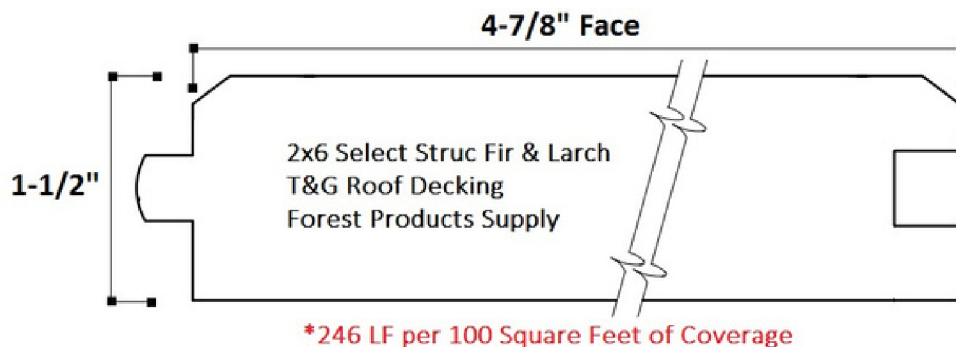 4-7/8" Face
1-1/2"
2x6 Select Struc Fir & Larch
T&G Roof Decking
Forest Products Supply
*246 LF per 100 Square Feet of Coverage